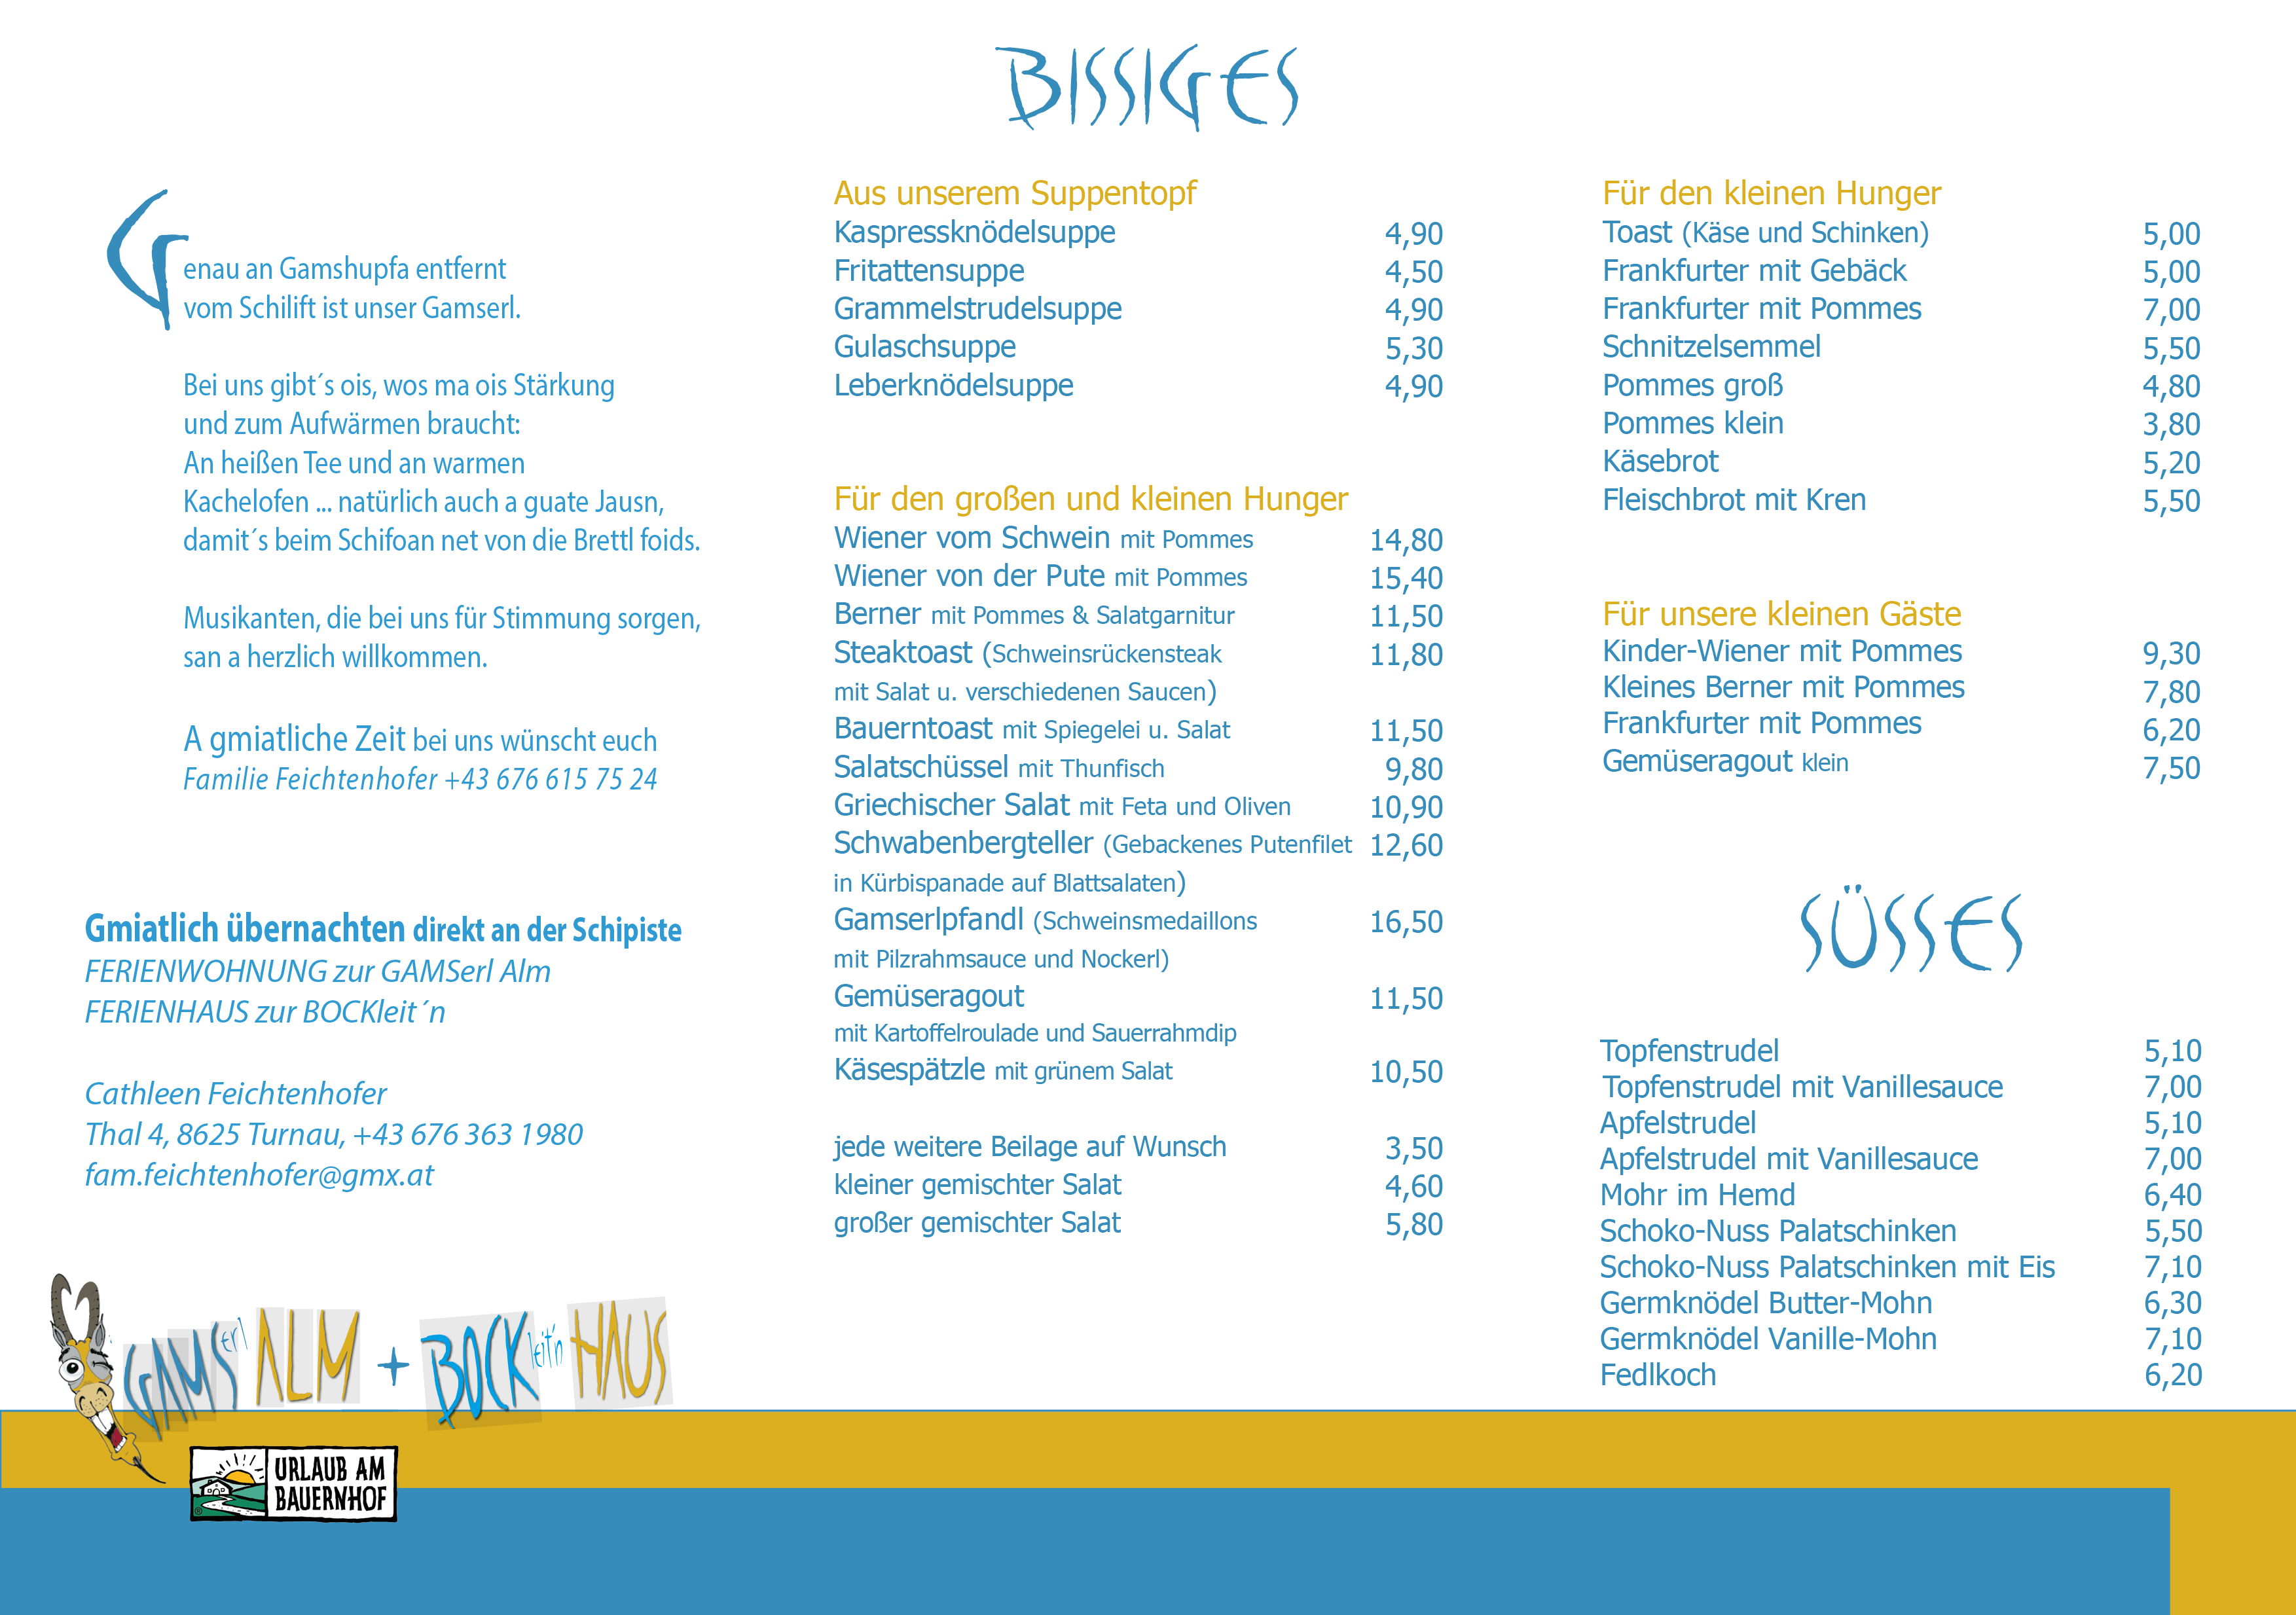 BISSIGES
Genau an Gamshupfa entfernt
vom Schilift ist unser Gamserl.
Bei uns gibt´s ois, wos ma ois Stärkung
und zum Aufwärmen braucht:
An heißen Tee und an warmen
Kachelofen ... natürlich auch a guate Jausn,
damit´s beim Schifoan net von die Brettl foids.
Musikanten, die bei uns für Stimmung sorgen,
san a herzlich willkommen.
A gmiatliche Zeit bei uns wünscht euch
Familie Feichtenhofer +43 676 615 75 24
Gmiatlich übernachten direkt an der Schipiste
FERIENWOHNUNG zur GAMSerl Alm
FERIENHAUS zur BOCKleit´n
Cathleen Feichtenhofer
Thal 4, 8625 Turnau, +43 676 363 1980
fam.feichtenhofer@gmx.at
GAMSerl ALM + BOCKleit´n HAUS
URLAUB AM
BAUERNHOF
Aus unserem Suppentopf
Kaspressknödelsuppe 4,90
Fritattensuppe 4,50
Grammelstrudelsuppe 4,90
Gulaschsuppe 5,30
Leberknödelsuppe 4,90
Für den großen und kleinen Hunger
Wiener vom Schwein mit Pommes 14,80
Wiener von der Pute mit Pommes 15,40
Berner mit Pommes & Salatgarnitur 11,50
Steaktoast (Schweinsrückensteak 11,80
mit Salat u. verschiedenen Saucen)
Bauerntoast mit Spiegelei u. Salat 11,50
Salatschüssel mit Thunfisch 9,80
Griechischer Salat mit Feta und Oliven 10,90
Schwabenbergteller (Gebackenes Putenfilet 12,60
in Kürbispanade auf Blattsalaten)
Gamserlpfandl (Schweinsmedaillons 16,50
mit Pilzrahmsauce und Nockerl)
Gemüseragout 11,50
mit Kartoffelroulade und Sauerrahmdip
Käsespätzle mit grünem Salat 10,50
jede weitere Beilage auf Wunsch 3,50
kleiner gemischter Salat 4,60
großer gemischter Salat 5,80
Für den kleinen Hunger
Toast (Käse und Schinken) 5,00
Frankfurter mit Gebäck 5,00
Frankfurter mit Pommes 7,00
Schnitzelsemmel 5,50
Pommes groß 4,80
Pommes klein 3,80
Käsebrot 5,20
Fleischbrot mit Kren 5,50
Für unsere kleinen Gäste
Kinder-Wiener mit Pommes 9,30
Kleines Berner mit Pommes 7,80
Frankfurter mit Pommes 6,20
Gemüseragout klein 7,50
SÜSSES
Topfenstrudel 5,10
Topfenstrudel mit Vanillesauce 7,00
Apfelstrudel 5,10
Apfelstrudel mit Vanillesauce 7,00
Mohr im Hemd 6,40
Schoko-Nuss Palatschinken 5,50
Schoko-Nuss Palatschinken mit Eis 7,10
Germknödel Butter-Mohn 6,30
Germknödel Vanille-Mohn 7,10
Fedlkoch 6,20